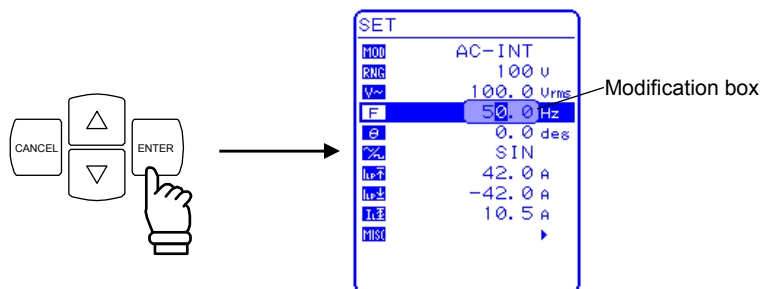 CANCEL
ENTER
SET
MOD AC-INT
RNG 100 V
V~ 100.0 Vrms
F 50.0 Hz
θ 0.0 deg
SIN
42.0 A
-42.0 A
10.5 A
MISC
Modification box